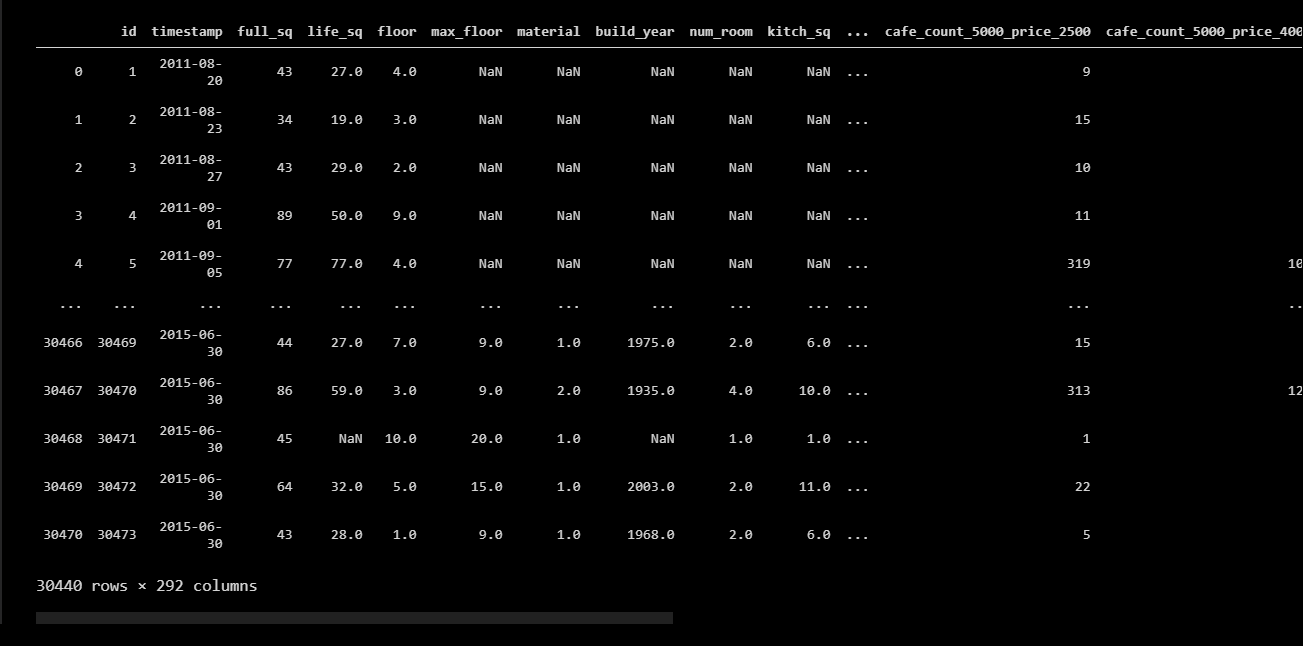 id timestamp full_sq life_sq floor max_floor material build_year num_room kitch_sq ... cafe_count_5000_price_2500 cafe_count_5000_price_400
0 1 2011-08-20 43 27.0 4.0 NaN NaN NaN NaN NaN ... 9
1 2 2011-08-23 34 19.0 3.0 NaN NaN NaN NaN NaN ... 15
2 3 2011-08-27 43 29.0 2.0 NaN NaN NaN NaN NaN ... 10
3 4 2011-09-01 89 50.0 9.0 NaN NaN NaN NaN NaN ... 11
4 5 2011-09-05 77 77.0 4.0 NaN NaN NaN NaN NaN ... 319 10
... ... ... ... ... ... ... ... ... ... ... ... ... ..
30466 30469 2015-06-30 44 27.0 7.0 9.0 1.0 1975.0 2.0 6.0 ... 15
30467 30470 2015-06-30 86 59.0 3.0 9.0 2.0 1935.0 4.0 10.0 ... 313 12
30468 30471 2015-06-30 45 NaN 10.0 20.0 1.0 NaN 1.0 1.0 ... 1
30469 30472 2015-06-30 64 32.0 5.0 15.0 1.0 2003.0 2.0 11.0 ... 22
30470 30473 2015-06-30 43 28.0 1.0 9.0 1.0 1968.0 2.0 6.0 ... 5
30440 rows × 292 columns